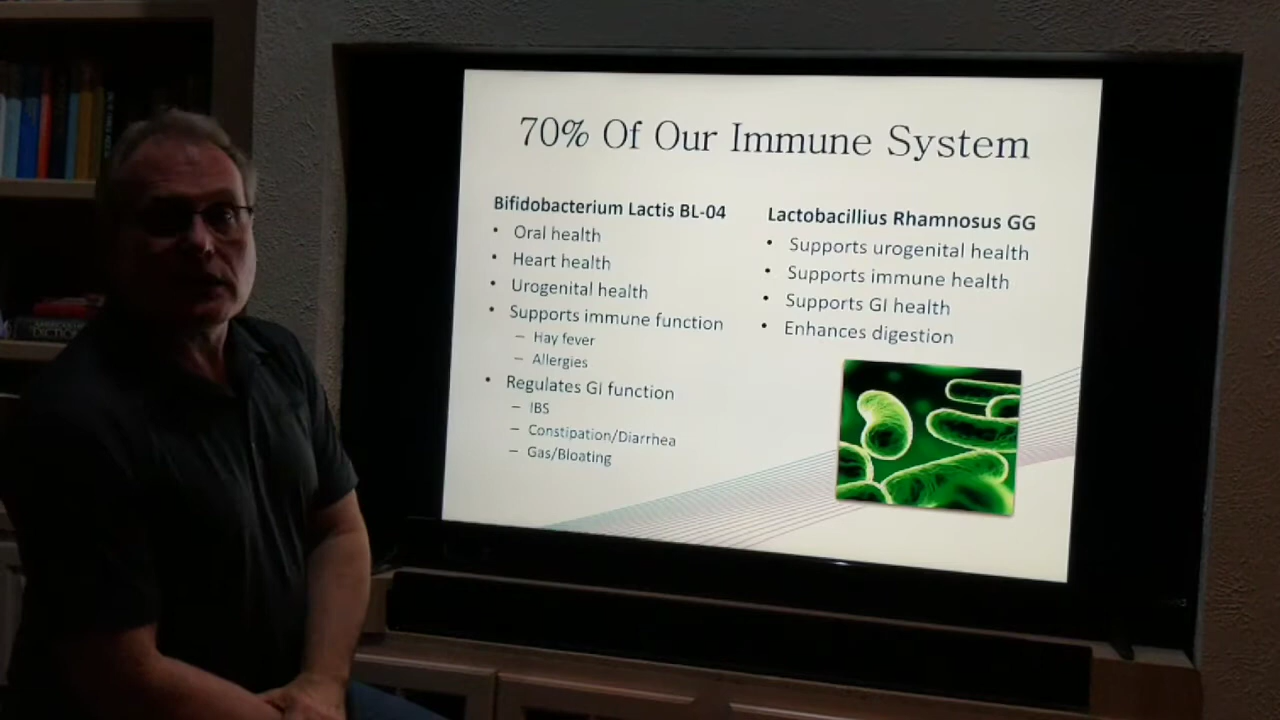 70% Of Our Immune System
Bifidobacterium Lactis BL-04
• Oral health
• Heart health
• Urogenital health
• Supports immune function
– Hay fever
– Allergies
• Regulates GI function
– IBS
– Constipation/Diarrhea
– Gas/Bloating
Lactobacillius Rhamnosus GG
• Supports urogenital health
• Supports immune health
• Supports GI health
• Enhances digestion